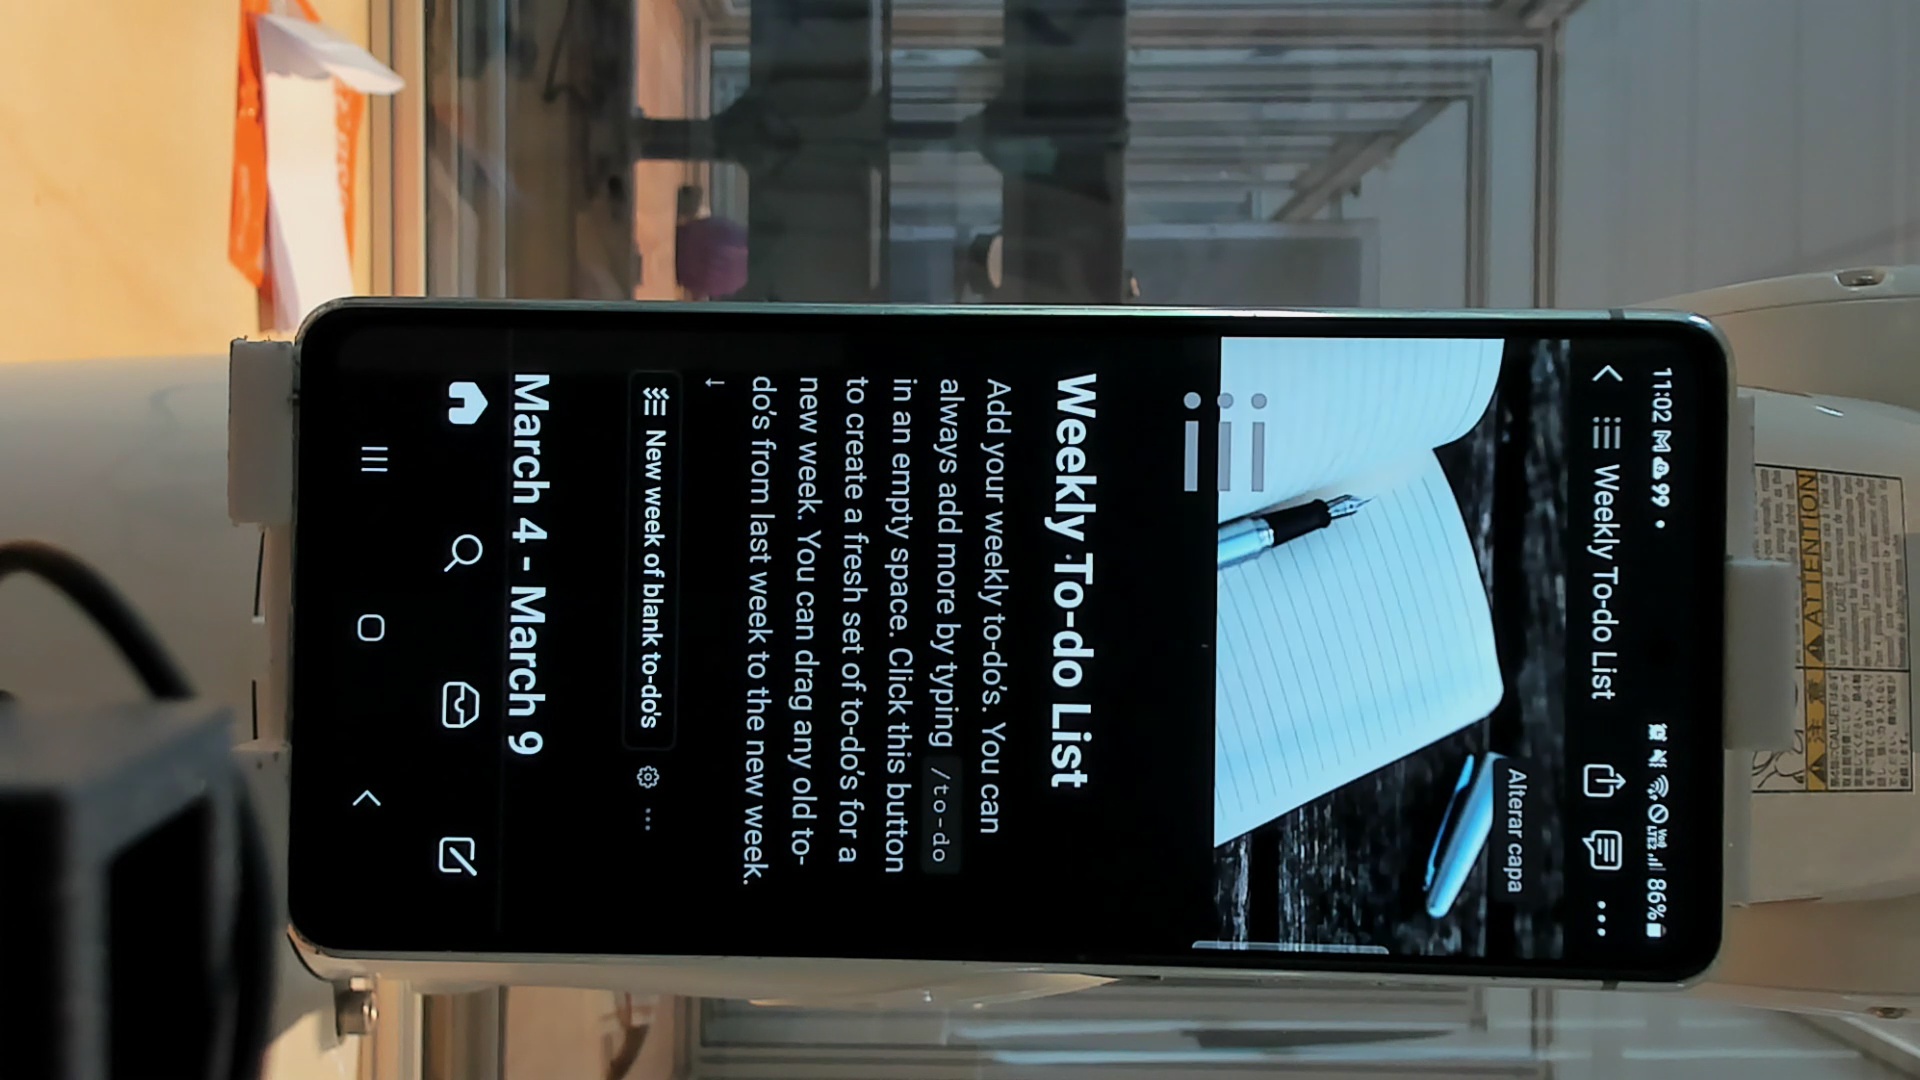 11:02 99
86%
Weekly To-do List
Alterar capa
Weekly To-do List
Add your weekly to-do's. You can
always add more by typing /to-do
in an empty space. Click this button
to create a fresh set of to-do's for a
new week. You can drag any old to-
do's from last week to the new week.
↓
New week of blank to-do's
March 4 - March 9
注意 ATTENTION